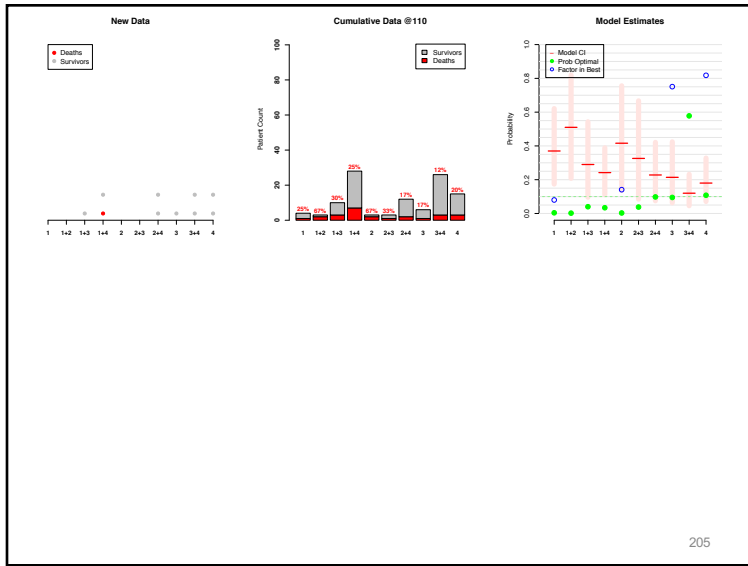 New Data
Deaths
Survivors
1 1+2 1+3 1+4 2 2+3 2+4 3 3+4 4
Cumulative Data @110
Patient Count
100
80
60
40
20
0
Survivors
Deaths
25% 67% 30% 25% 67% 33% 17% 17% 12% 20%
1 1+2 1+3 1+4 2 2+3 2+4 3 3+4 4
Model Estimates
Probability
1.0
0.8
0.6
0.4
0.2
0.0
Model CI
Prob Optimal
Factor in Best
1 1+2 1+3 1+4 2 2+3 2+4 3 3+4 4
205